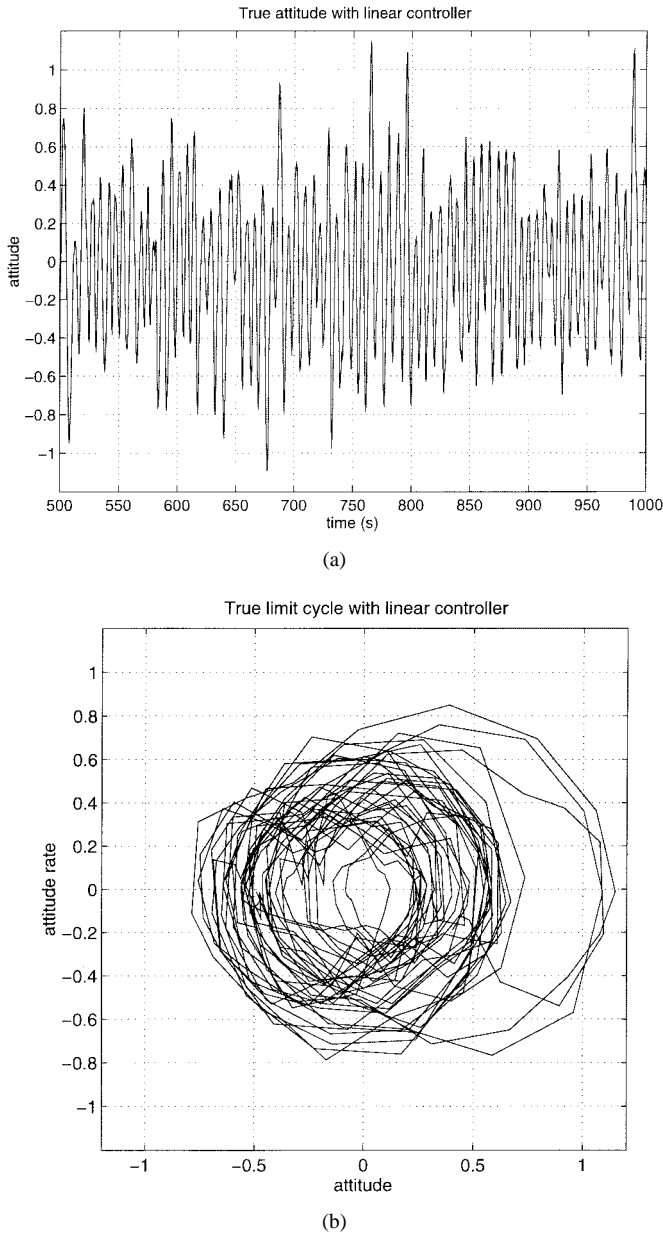 True attitude with linear controller
1
0.8
0.6
0.4
0.2
0
−0.2
−0.4
−0.6
−0.8
−1
attitude
500 550 600 650 700 750 800 850 900 950 1000
time (s)
(a)
True limit cycle with linear controller
1
0.8
0.6
0.4
0.2
0
−0.2
−0.4
−0.6
−0.8
−1
attitude rate
−1 −0.5 0 0.5 1
attitude
(b)